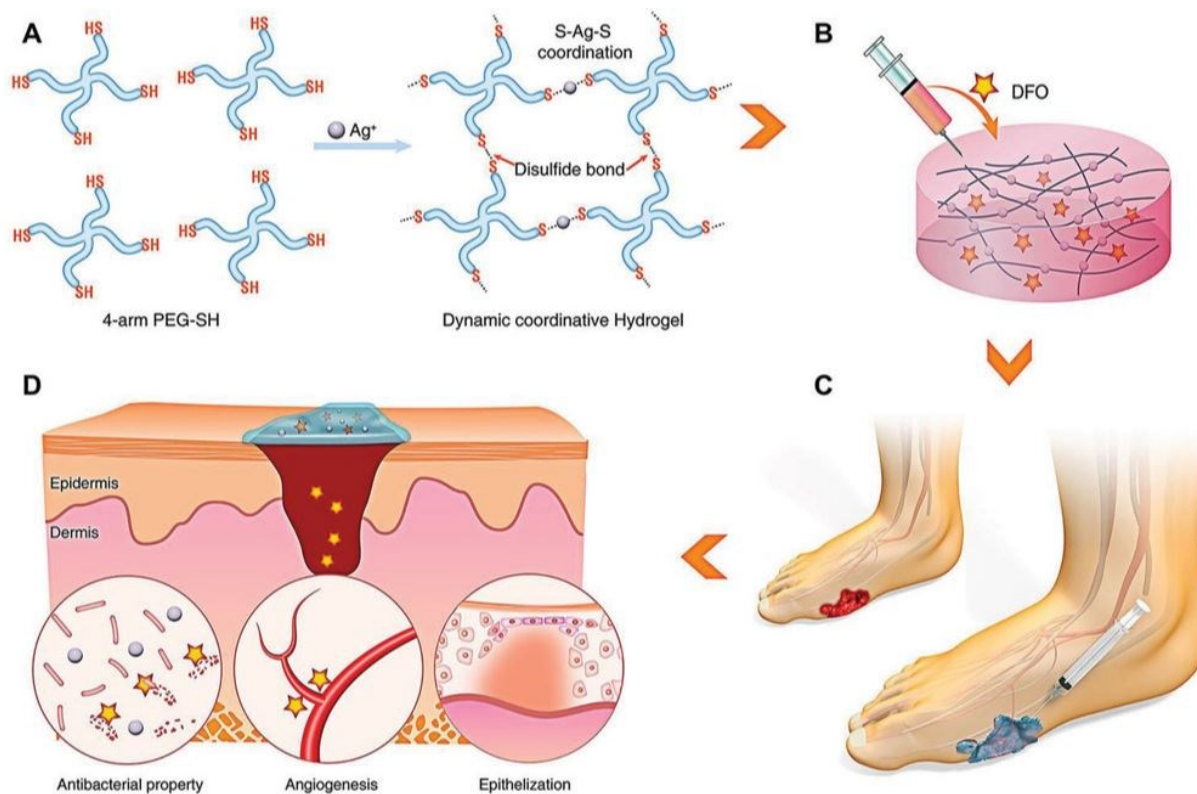 A
HS
HS
HS
HS
SH
SH
SH
SH
HS
HS
HS
HS
SH
SH
SH
SH
4-arm PEG-SH
Ag⁺
S
S
S-Ag-S
coordination
S
S
S
S
S
S
Disulfide bond
S
S
S
S
S
S
S
S
Dynamic coordinative Hydrogel
B
DFO
D
Epidermis
Dermis
Antibacterial property
Angiogenesis
Epithelization
C